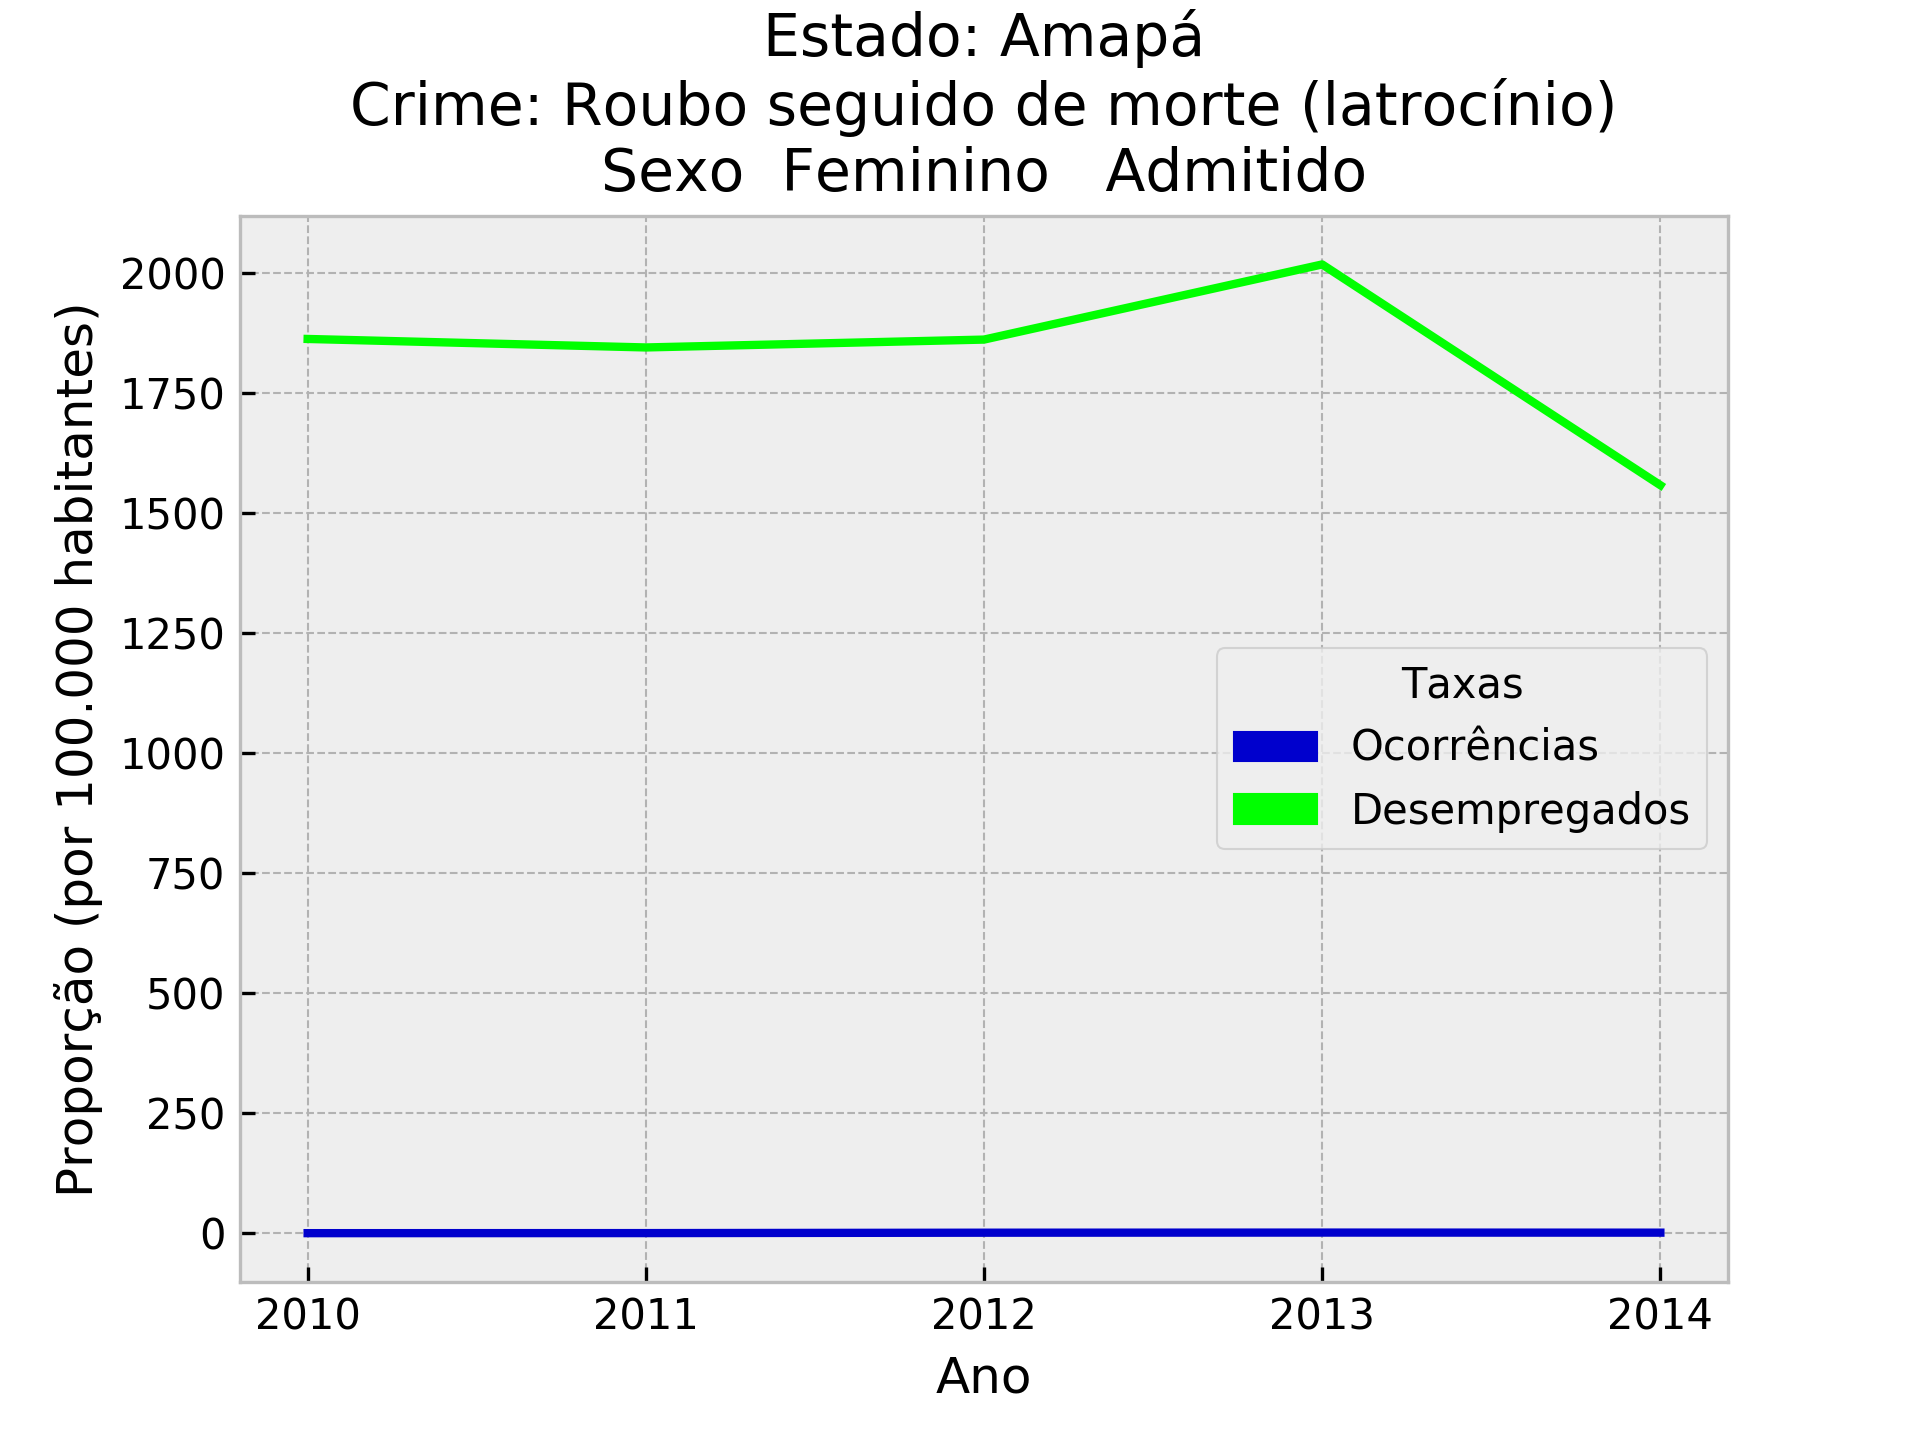 Estado: Amapá
Crime: Roubo seguido de morte (latrocínio)
Sexo  Feminino   Admitido
Proporção (por 100.000 habitantes)
2000
1750
1500
1250
1000
750
500
250
0
Taxas
Ocorrências
Desempregados
2010 2011 2012 2013 2014
Ano